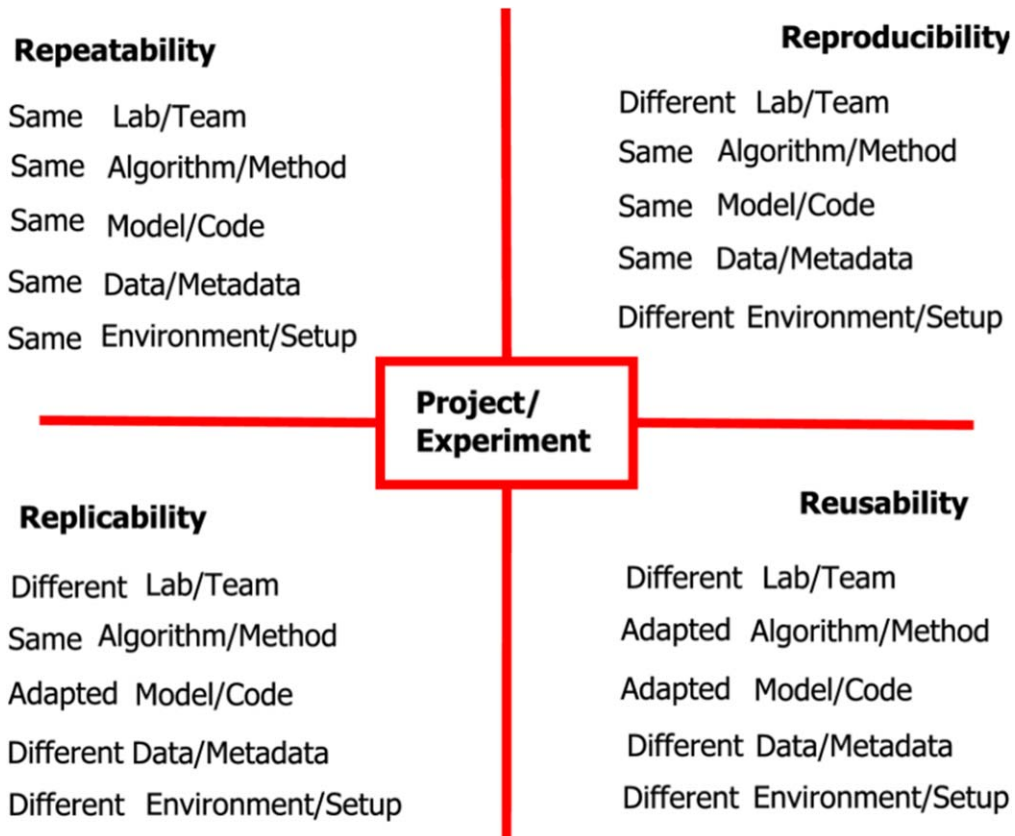 Repeatability
Same Lab/Team
Same Algorithm/Method
Same Model/Code
Same Data/Metadata
Same Environment/Setup
Reproducibility
Different Lab/Team
Same Algorithm/Method
Same Model/Code
Same Data/Metadata
Different Environment/Setup
Project/
Experiment
Replicability
Different Lab/Team
Same Algorithm/Method
Adapted Model/Code
Different Data/Metadata
Different Environment/Setup
Reusability
Different Lab/Team
Adapted Algorithm/Method
Adapted Model/Code
Different Data/Metadata
Different Environment/Setup